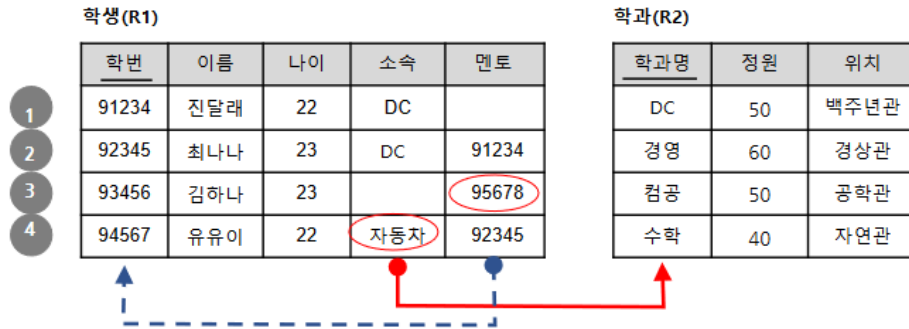 학생(R1) 학과(R2)
학번 이름 나이 소속 멘토 학과명 정원 위치
1 91234 진달래 22 DC DC 50 백주년관
2 92345 최나나 23 DC 91234 경영 60 경상관
3 93456 김하나 23 95678 컴공 50 공학관
4 94567 유유이 22 자동차 92345 수학 40 자연관